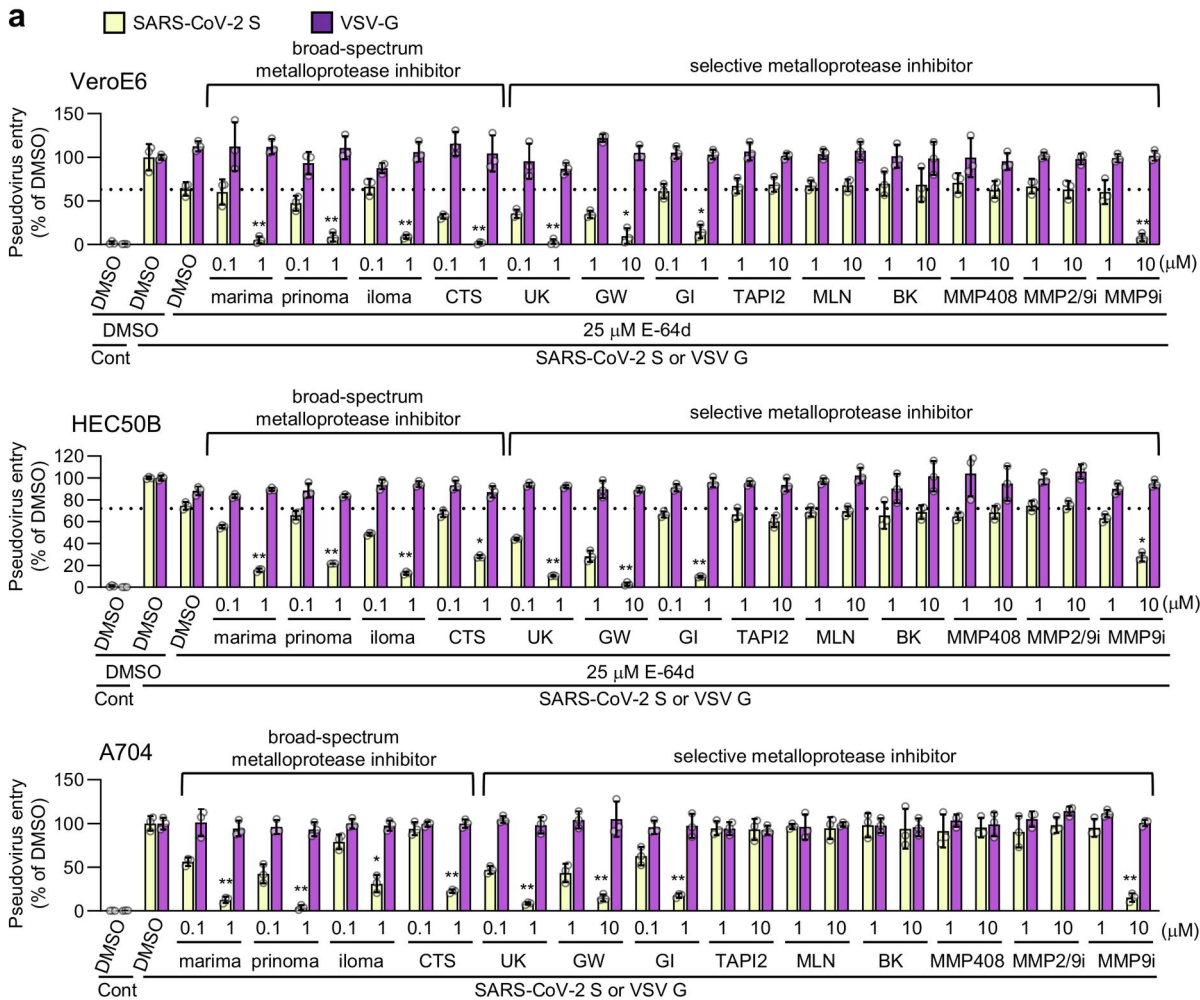 a
SARS-CoV-2 S VSV-G
broad-spectrum
metalloprotease inhibitor
selective metalloprotease inhibitor
VeroE6
Pseudovirus entry
(% of DMSO)
150
100
50
0
** ** ** ** ** * * **
DMSO DMSO DMSO
0.1 1 0.1 1 0.1 1 0.1 1 0.1 1 1 10 0.1 1 1 10 1 10 1 10 1 10 1 10 1 10 (μM)
marima prinoma iloma CTS UK GW GI TAPI2 MLN BK MMP408 MMP2/9i MMP9i
DMSO 25 μM E-64d
Cont SARS-CoV-2 S or VSV G
broad-spectrum
metalloprotease inhibitor
selective metalloprotease inhibitor
HEC50B
Pseudovirus entry
(% of DMSO)
120
100
80
60
40
20
0
** ** ** * ** ** ** *
DMSO DMSO DMSO
0.1 1 0.1 1 0.1 1 0.1 1 0.1 1 1 10 0.1 1 1 10 1 10 1 10 1 10 1 10 1 10 (μM)
marima prinoma iloma CTS UK GW GI TAPI2 MLN BK MMP408 MMP2/9i MMP9i
DMSO 25 μM E-64d
Cont SARS-CoV-2 S or VSV G
broad-spectrum
metalloprotease inhibitor
selective metalloprotease inhibitor
A704
Pseudovirus entry
(% of DMSO)
150
100
50
0
** ** * ** ** ** ** **
DMSO DMSO
0.1 1 0.1 1 0.1 1 0.1 1 0.1 1 1 10 0.1 1 1 10 1 10 1 10 1 10 1 10 1 10 (μM)
marima prinoma iloma CTS UK GW GI TAPI2 MLN BK MMP408 MMP2/9i MMP9i
Cont SARS-CoV-2 S or VSV G